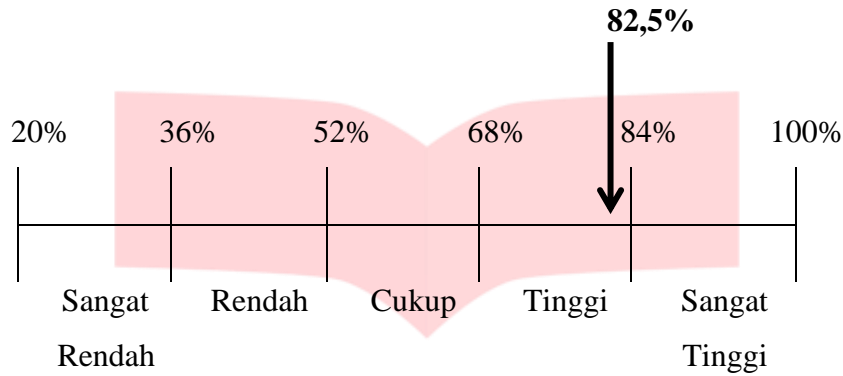 82,5%
20% 36% 52% 68% 84% 100%
Sangat Rendah Cukup Tinggi Sangat
Rendah Tinggi